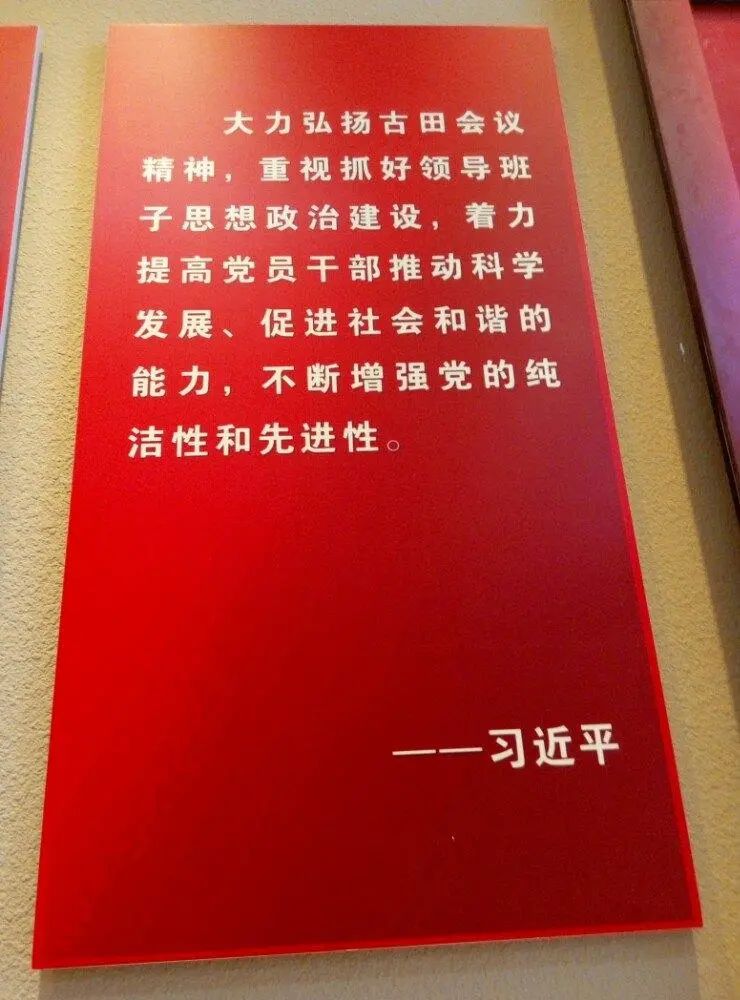 大力弘扬古田会议
精神，重视抓好领导班
子思想政治建设，着力
提高党员干部推动科学
发展、促进社会和谐的
能力，不断增强党的纯
洁性和先进性。
——习近平